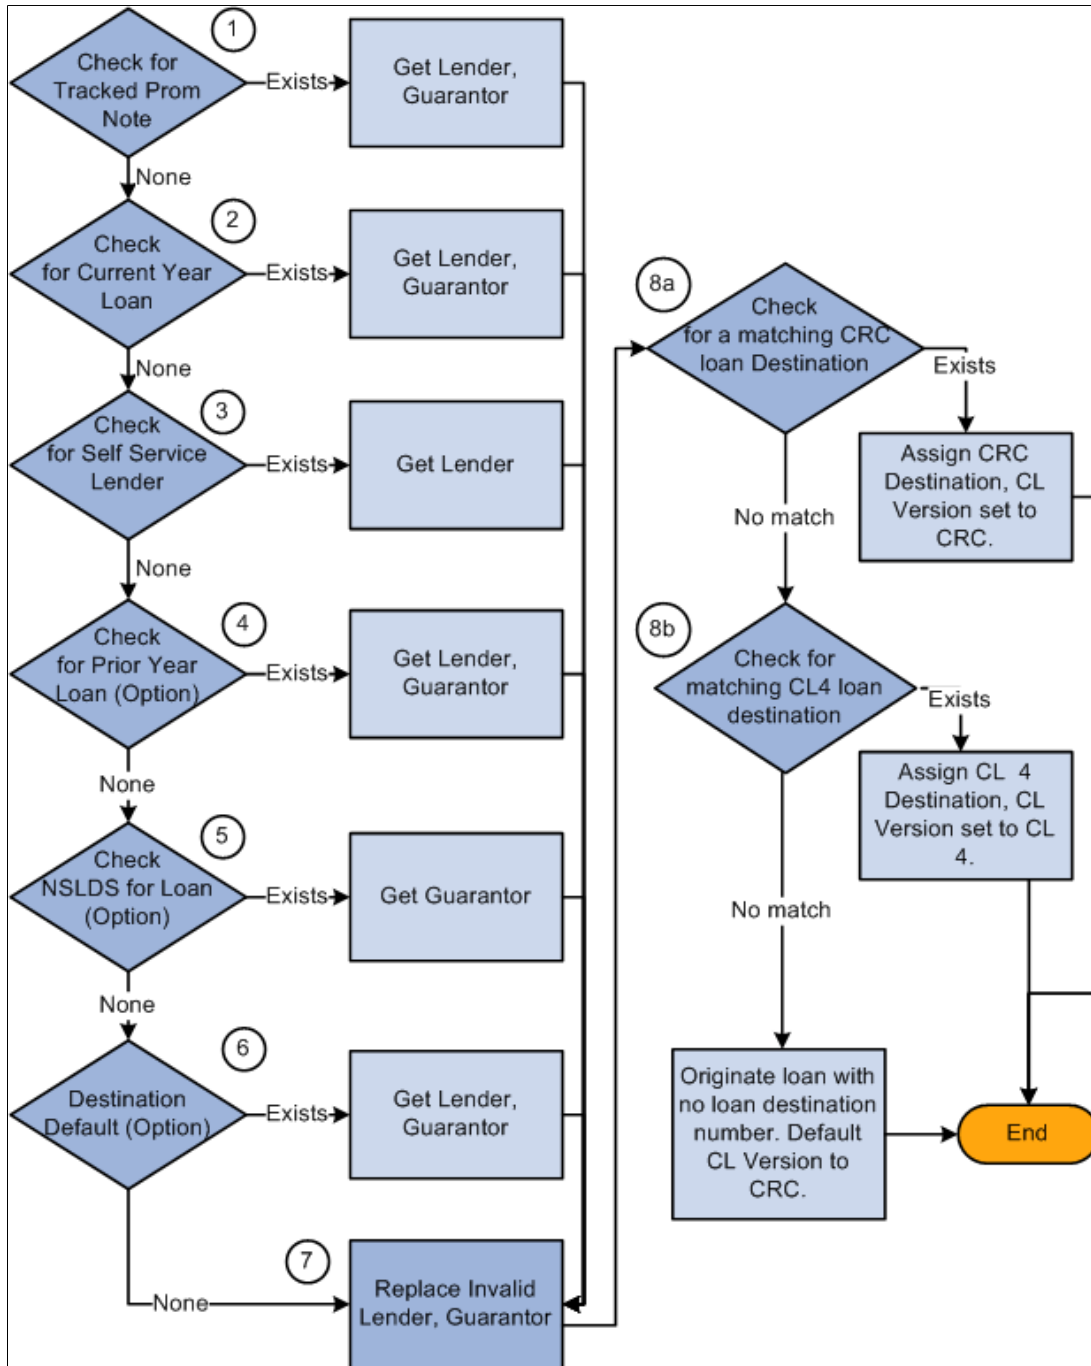 1
Check for
Tracked Prom
Note
Exists
Get Lender,
Guarantor
None
2
Check
for Current Year
Loan
Exists
Get Lender,
Guarantor
None
3
Check
for Self Service
Lender
Exists
Get Lender
None
4
Check
for Prior Year
Loan (Option)
Exists
Get Lender,
Guarantor
None
5
Check
NSLDS for Loan
(Option)
Exists
Get Guarantor
None
6
Destination
Default (Option)
Exists
Get Lender,
Guarantor
None
7
Replace Invalid
Lender, Guarantor
8a
Check
for a matching CRC
loan Destination
Exists
Assign CRC
Destination, CL
Version set to
CRC.
No match
8b
Check for
matching CL4 loan
destination
Exists
Assign CL 4
Destination, CL
Version set to CL
4.
No match
Originate loan with
no loan destination
number. Default
CL Version to
CRC.
End